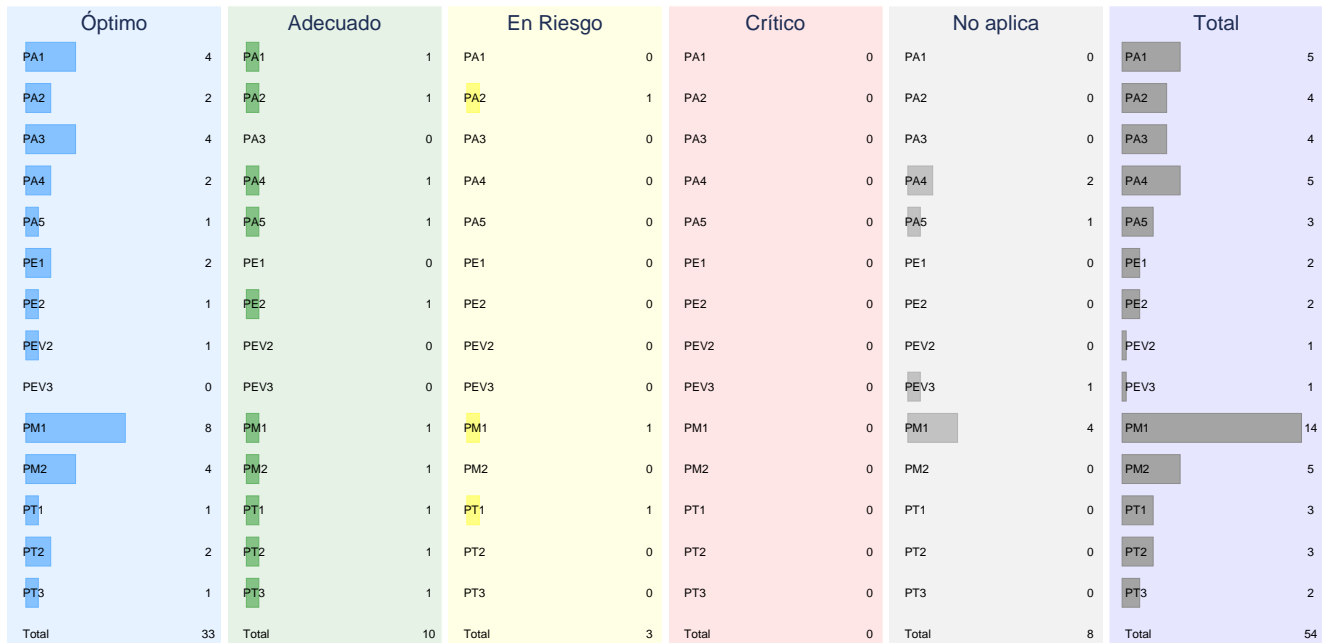 Óptimo Adecuado En Riesgo Crítico No aplica Total
PA1 4 PA1 1 PA1 0 PA1 0 PA1 0 PA1 5
PA2 2 PA2 1 PA2 1 PA2 0 PA2 0 PA2 4
PA3 4 PA3 0 PA3 0 PA3 0 PA3 0 PA3 4
PA4 2 PA4 1 PA4 0 PA4 0 PA4 2 PA4 5
PA5 1 PA5 1 PA5 0 PA5 0 PA5 1 PA5 3
PE1 2 PE1 0 PE1 0 PE1 0 PE1 0 PE1 2
PE2 1 PE2 1 PE2 0 PE2 0 PE2 0 PE2 2
PEV2 1 PEV2 0 PEV2 0 PEV2 0 PEV2 0 PEV2 1
PEV3 0 PEV3 0 PEV3 0 PEV3 0 PEV3 1 PEV3 1
PM1 8 PM1 1 PM1 1 PM1 0 PM1 4 PM1 14
PM2 4 PM2 1 PM2 0 PM2 0 PM2 0 PM2 5
PT1 1 PT1 1 PT1 1 PT1 0 PT1 0 PT1 3
PT2 2 PT2 1 PT2 0 PT2 0 PT2 0 PT2 3
PT3 1 PT3 1 PT3 0 PT3 0 PT3 0 PT3 2
Total 33 Total 10 Total 3 Total 0 Total 8 Total 54